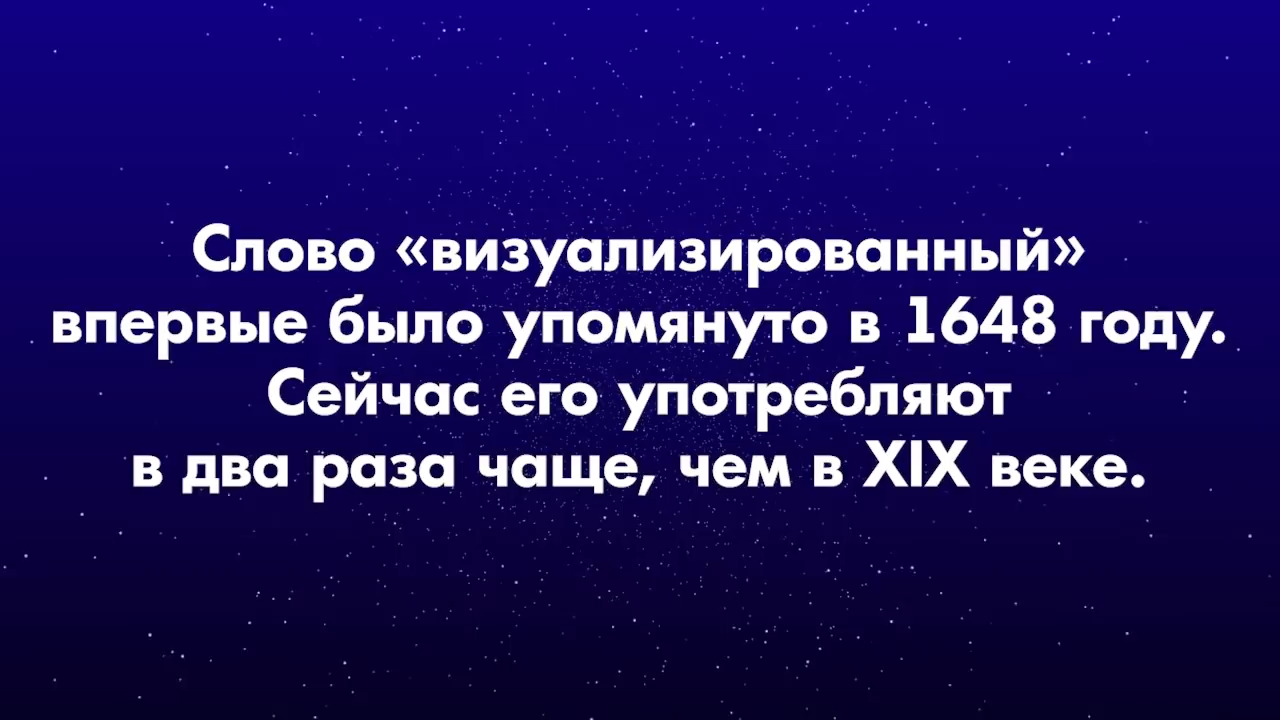 Слово «визуализированный»
впервые было упомянуто в 1648 году.
Сейчас его употребляют
в два раза чаще, чем в XIX веке.